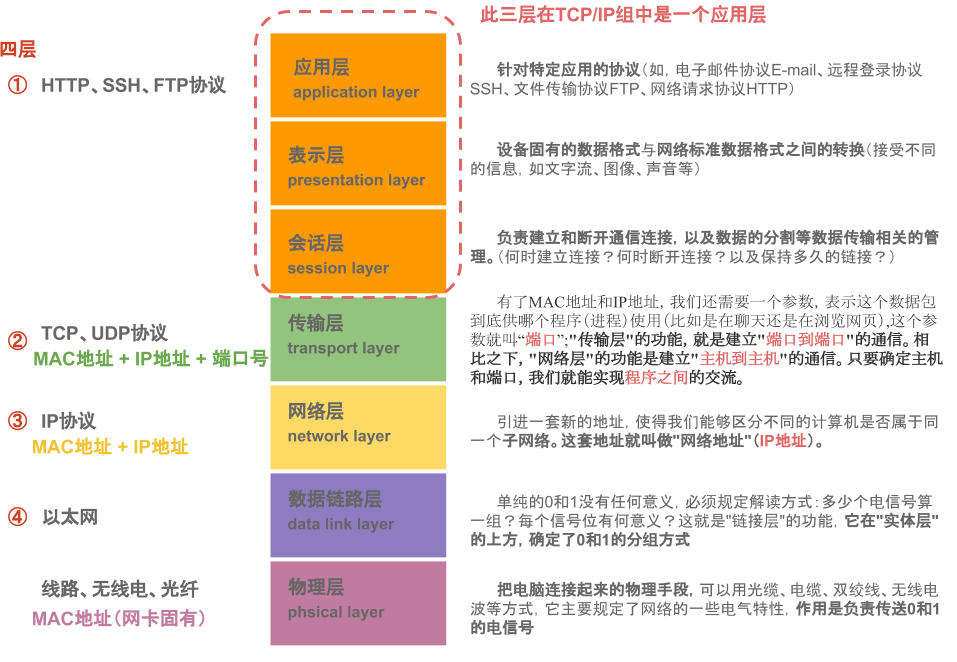 此三层在TCP/IP组中是一个应用层
四层
① HTTP、SSH、FTP协议
应用层
application layer
针对特定应用的协议(如, 电子邮件协议E-mail、远程登录协议
SSH、文件传输协议FTP、网络请求协议HTTP)
表示层
presentation layer
设备固有的数据格式与网络标准数据格式之间的转换(接受不同
的信息, 如文字流、图像、声音等)
会话层
session layer
负责建立和断开通信连接, 以及数据的分割等数据传输相关的管
理。(何时建立连接？何时断开连接？以及保持多久的链接？)
② TCP、UDP协议
MAC地址 + IP地址 + 端口号
传输层
transport layer
有了MAC地址和IP地址, 我们还需要一个参数, 表示这个数据包
到底供哪个程序(进程)使用(比如是在聊天还是在浏览网页),这个参
数就叫“端口”;"传输层"的功能, 就是建立"端口到端口"的通信。相
比之下, "网络层"的功能是建立"主机到主机"的通信。只要确定主机
和端口, 我们就能实现程序之间的交流。
③ IP协议
MAC地址 + IP地址
网络层
network layer
引进一套新的地址, 使得我们能够区分不同的计算机是否属于同
一个子网络。这套地址就叫做"网络地址"(IP地址)。
④ 以太网
数据链路层
data link layer
单纯的0和1没有任何意义, 必须规定解读方式：多少个电信号算
一组？每个信号位有何意义？这就是"链接层"的功能, 它在"实体层"
的上方, 确定了0和1的分组方式
线路、无线电、光纤
MAC地址(网卡固有)
物理层
phsical layer
把电脑连接起来的物理手段, 可以用光缆、电缆、双绞线、无线电
波等方式, 它主要规定了网络的一些电气特性, 作用是负责传送0和1
的电信号